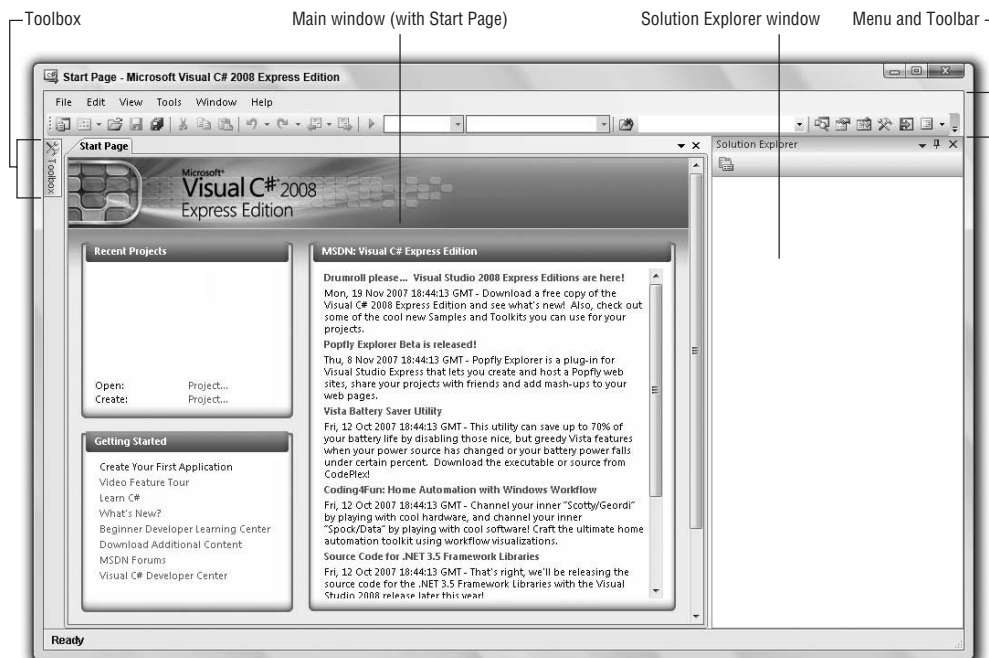 Toolbox
Main window (with Start Page)
Solution Explorer window
Menu and Toolbar
Start Page - Microsoft Visual C# 2008 Express Edition
File Edit View Tools Window Help
Toolbox
Start Page
Solution Explorer
Microsoft®
Visual C# 2008
Express Edition
Recent Projects
Open: Project...
Create: Project...
Getting Started
Create Your First Application
Video Feature Tour
Learn C#
What's New?
Beginner Developer Learning Center
Download Additional Content
MSDN Forums
Visual C# Developer Center
MSDN: Visual C# Express Edition
Drumroll please... Visual Studio 2008 Express Editions are here!
Mon, 19 Nov 2007 18:44:13 GMT - Download a free copy of the
Visual C# 2008 Express Edition and see what's new! Also, check out
some of the cool new Samples and Toolkits you can use for your
projects.
Popfly Explorer Beta is released!
Thu, 8 Nov 2007 18:44:13 GMT - Popfly Explorer is a plug-in for
Visual Studio Express that lets you create and host a Popfly web
sites, share your projects with friends and add mash-ups to your
web pages.
Vista Battery Saver Utility
Fri, 12 Oct 2007 18:44:13 GMT - This utility can save up to 70% of
your battery life by disabling those nice, but greedy Vista features
when your power source has changed or your battery power falls
under certain percent. Download the executable or source from
CodePlex!
Coding4Fun: Home Automation with Windows Workflow
Fri, 12 Oct 2007 18:44:13 GMT - Channel your inner "Scotty/Geordi"
by playing with cool hardware, and channel your inner
"Spock/Data" by playing with cool software! Craft the ultimate home
automation toolkit using workflow visualizations.
Source Code for .NET 3.5 Framework Libraries
Fri, 12 Oct 2007 18:44:13 GMT - That's right, we'll be releasing the
source code for the .NET 3.5 Framework Libraries with the Visual
Studio 2008 release later this year!
Ready